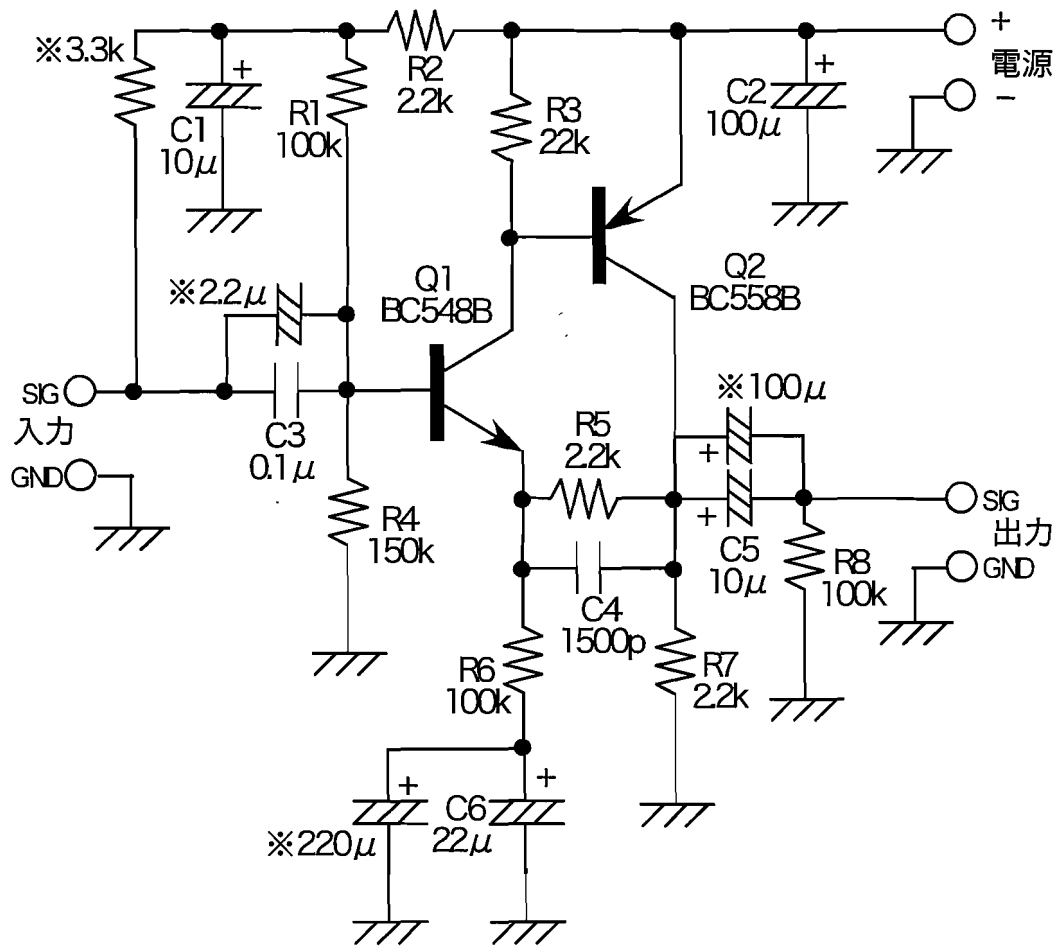 ※3.3k
C1
10μ
R1
100k
R2
2.2k
R3
22k
C2
100μ
+
電源
−
+
+
※2.2μ
Q1
BC548B
Q2
BC558B
SIG
入力
GND
C3
0.1μ
R4
150k
R5
2.2k
C4
1500p
※100μ
+
+
C5
10μ
R8
100k
SIG
出力
GND
R6
100k
R7
2.2k
+
※220μ
+
C6
22μ